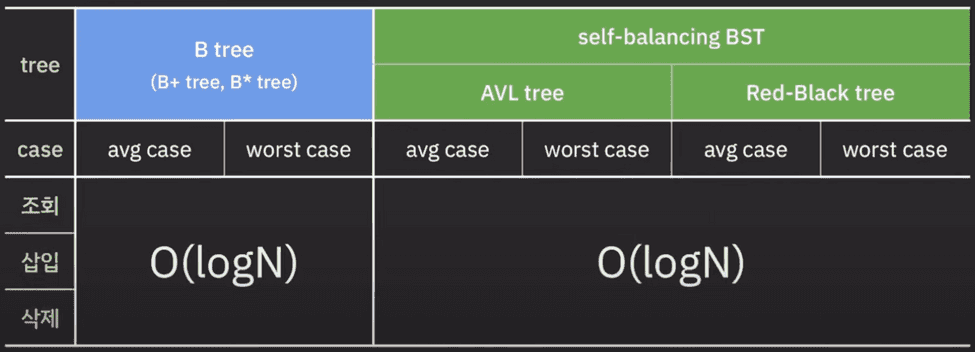 tree
B tree
(B+ tree, B* tree)
self-balancing BST
AVL tree
Red-Black tree
case
avg case
worst case
avg case
worst case
avg case
worst case
조회
삽입
삭제
O(logN)
O(logN)